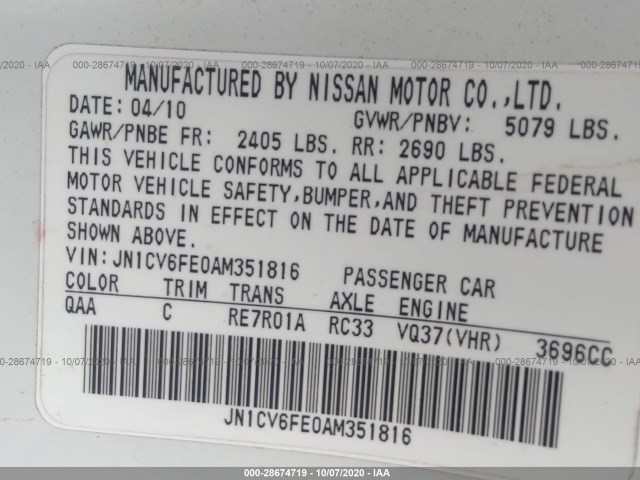 000-28674719 - 10/07/2020 - IAA
MANUFACTURED BY NISSAN MOTOR CO.,LTD.
DATE: 04/10 GVWR/PNBV: 5079 LBS.
GAWR/PNBE FR: 2405 LBS. RR: 2690 LBS.
THIS VEHICLE CONFORMS TO ALL APPLICABLE FEDERAL
MOTOR VEHICLE SAFETY,BUMPER,AND THEFT PREVENTION
STANDARDS IN EFFECT ON THE DATE OF MANUFACTURE
SHOWN ABOVE.
VIN:JN1CV6FE0AM351816 PASSENGER CAR
COLOR TRIM TRANS AXLE ENGINE
QAA C RE7R01A RC33 VQ37(VHR) 3696CC
JN1CV6FE0AM351816
000-28674719 - 10/07/2020 - IAA